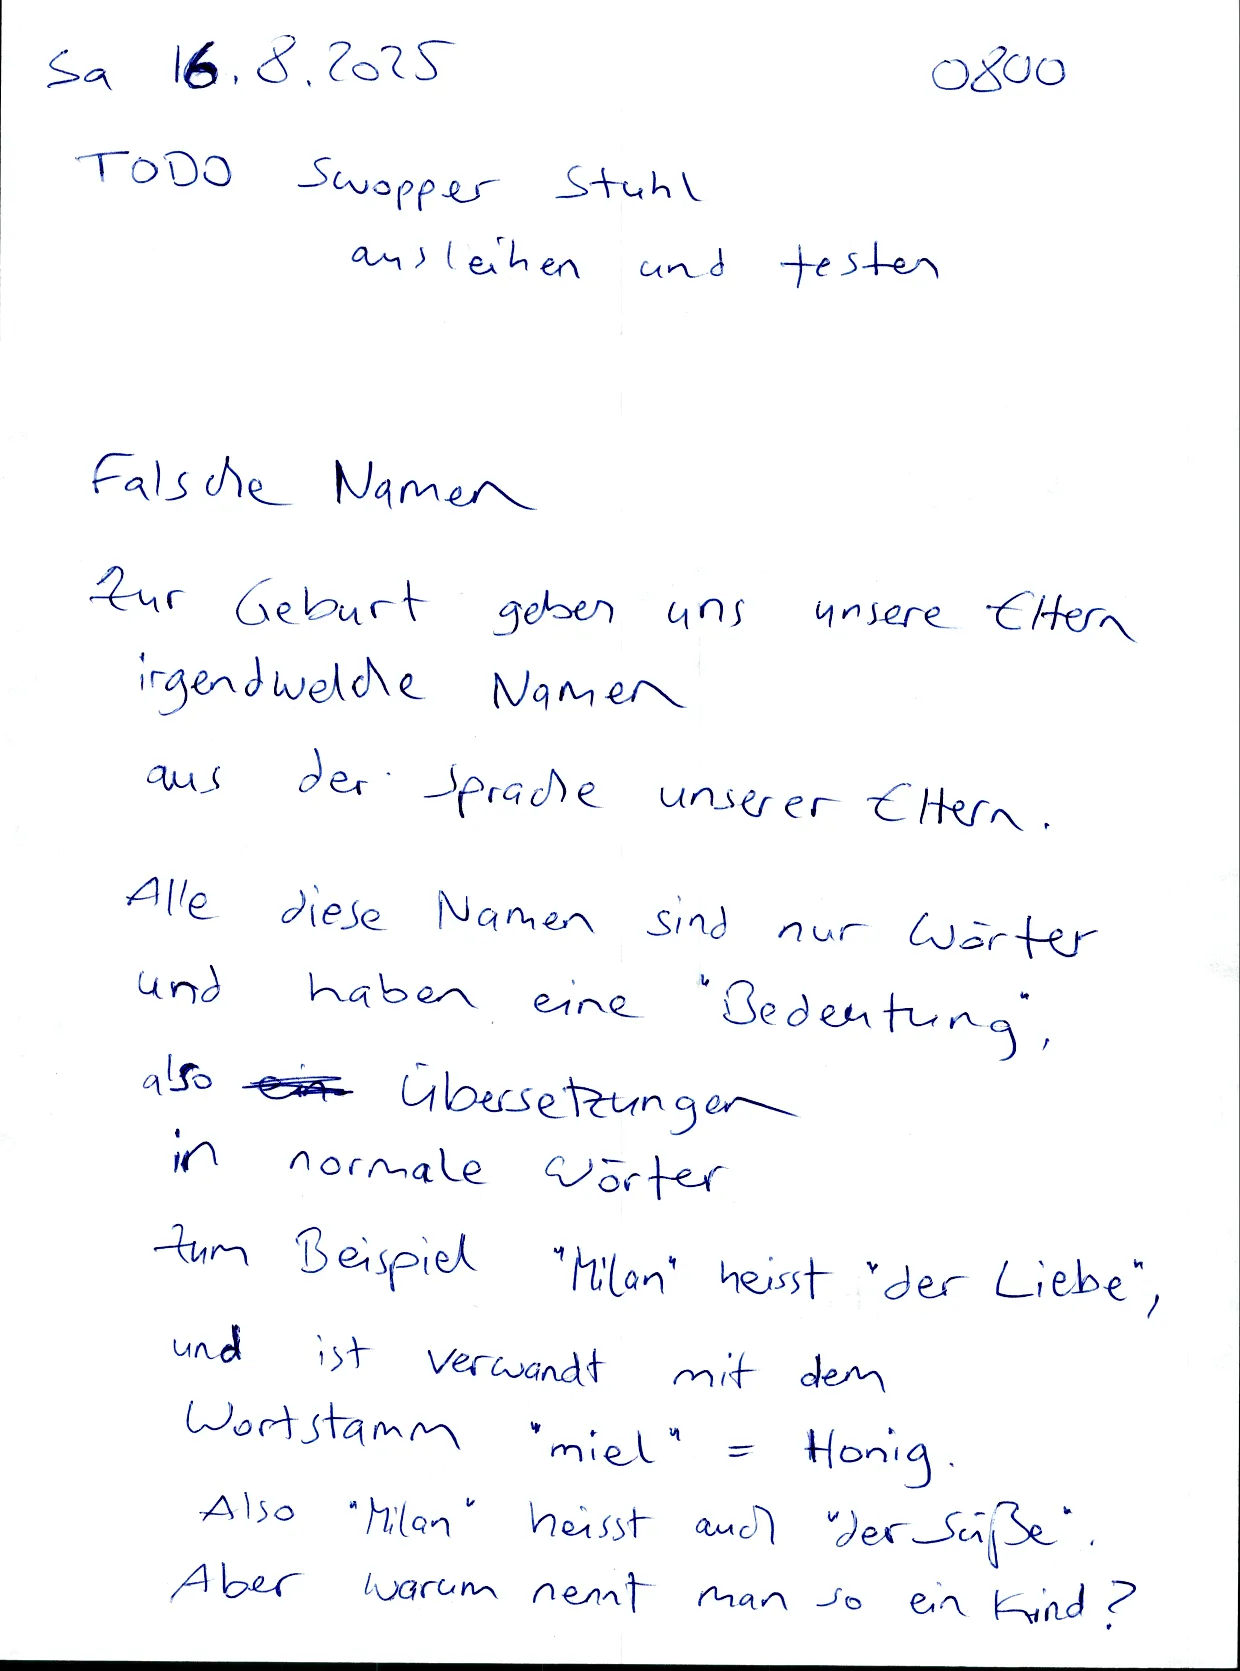 Sa 16.8.2025 0800
TODO Swopper Stuhl
ausleihen und testen
Falsche Namen
Zur Geburt geben uns unsere Eltern
irgendwelche Namen
aus der Sprache unserer Eltern.
Alle diese Namen sind nur Wörter
und haben eine "Bedeutung",
also ein Übersetzungen
in normale Wörter
zum Beispiel "Milan" heisst "der Liebe",
und ist verwandt mit dem
Wortstamm "miel" = Honig.
Also "Milan" heisst auch "der Süße".
Aber warum nennt man so ein Kind?